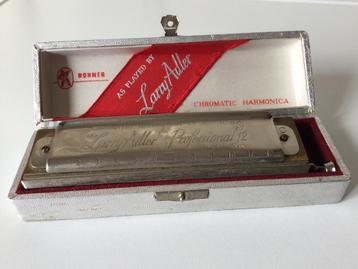 HOHNER
AS PLAYED BY
Larry Adler
CHROMATIC HARMONICA
"Larry Adler" Professional 12